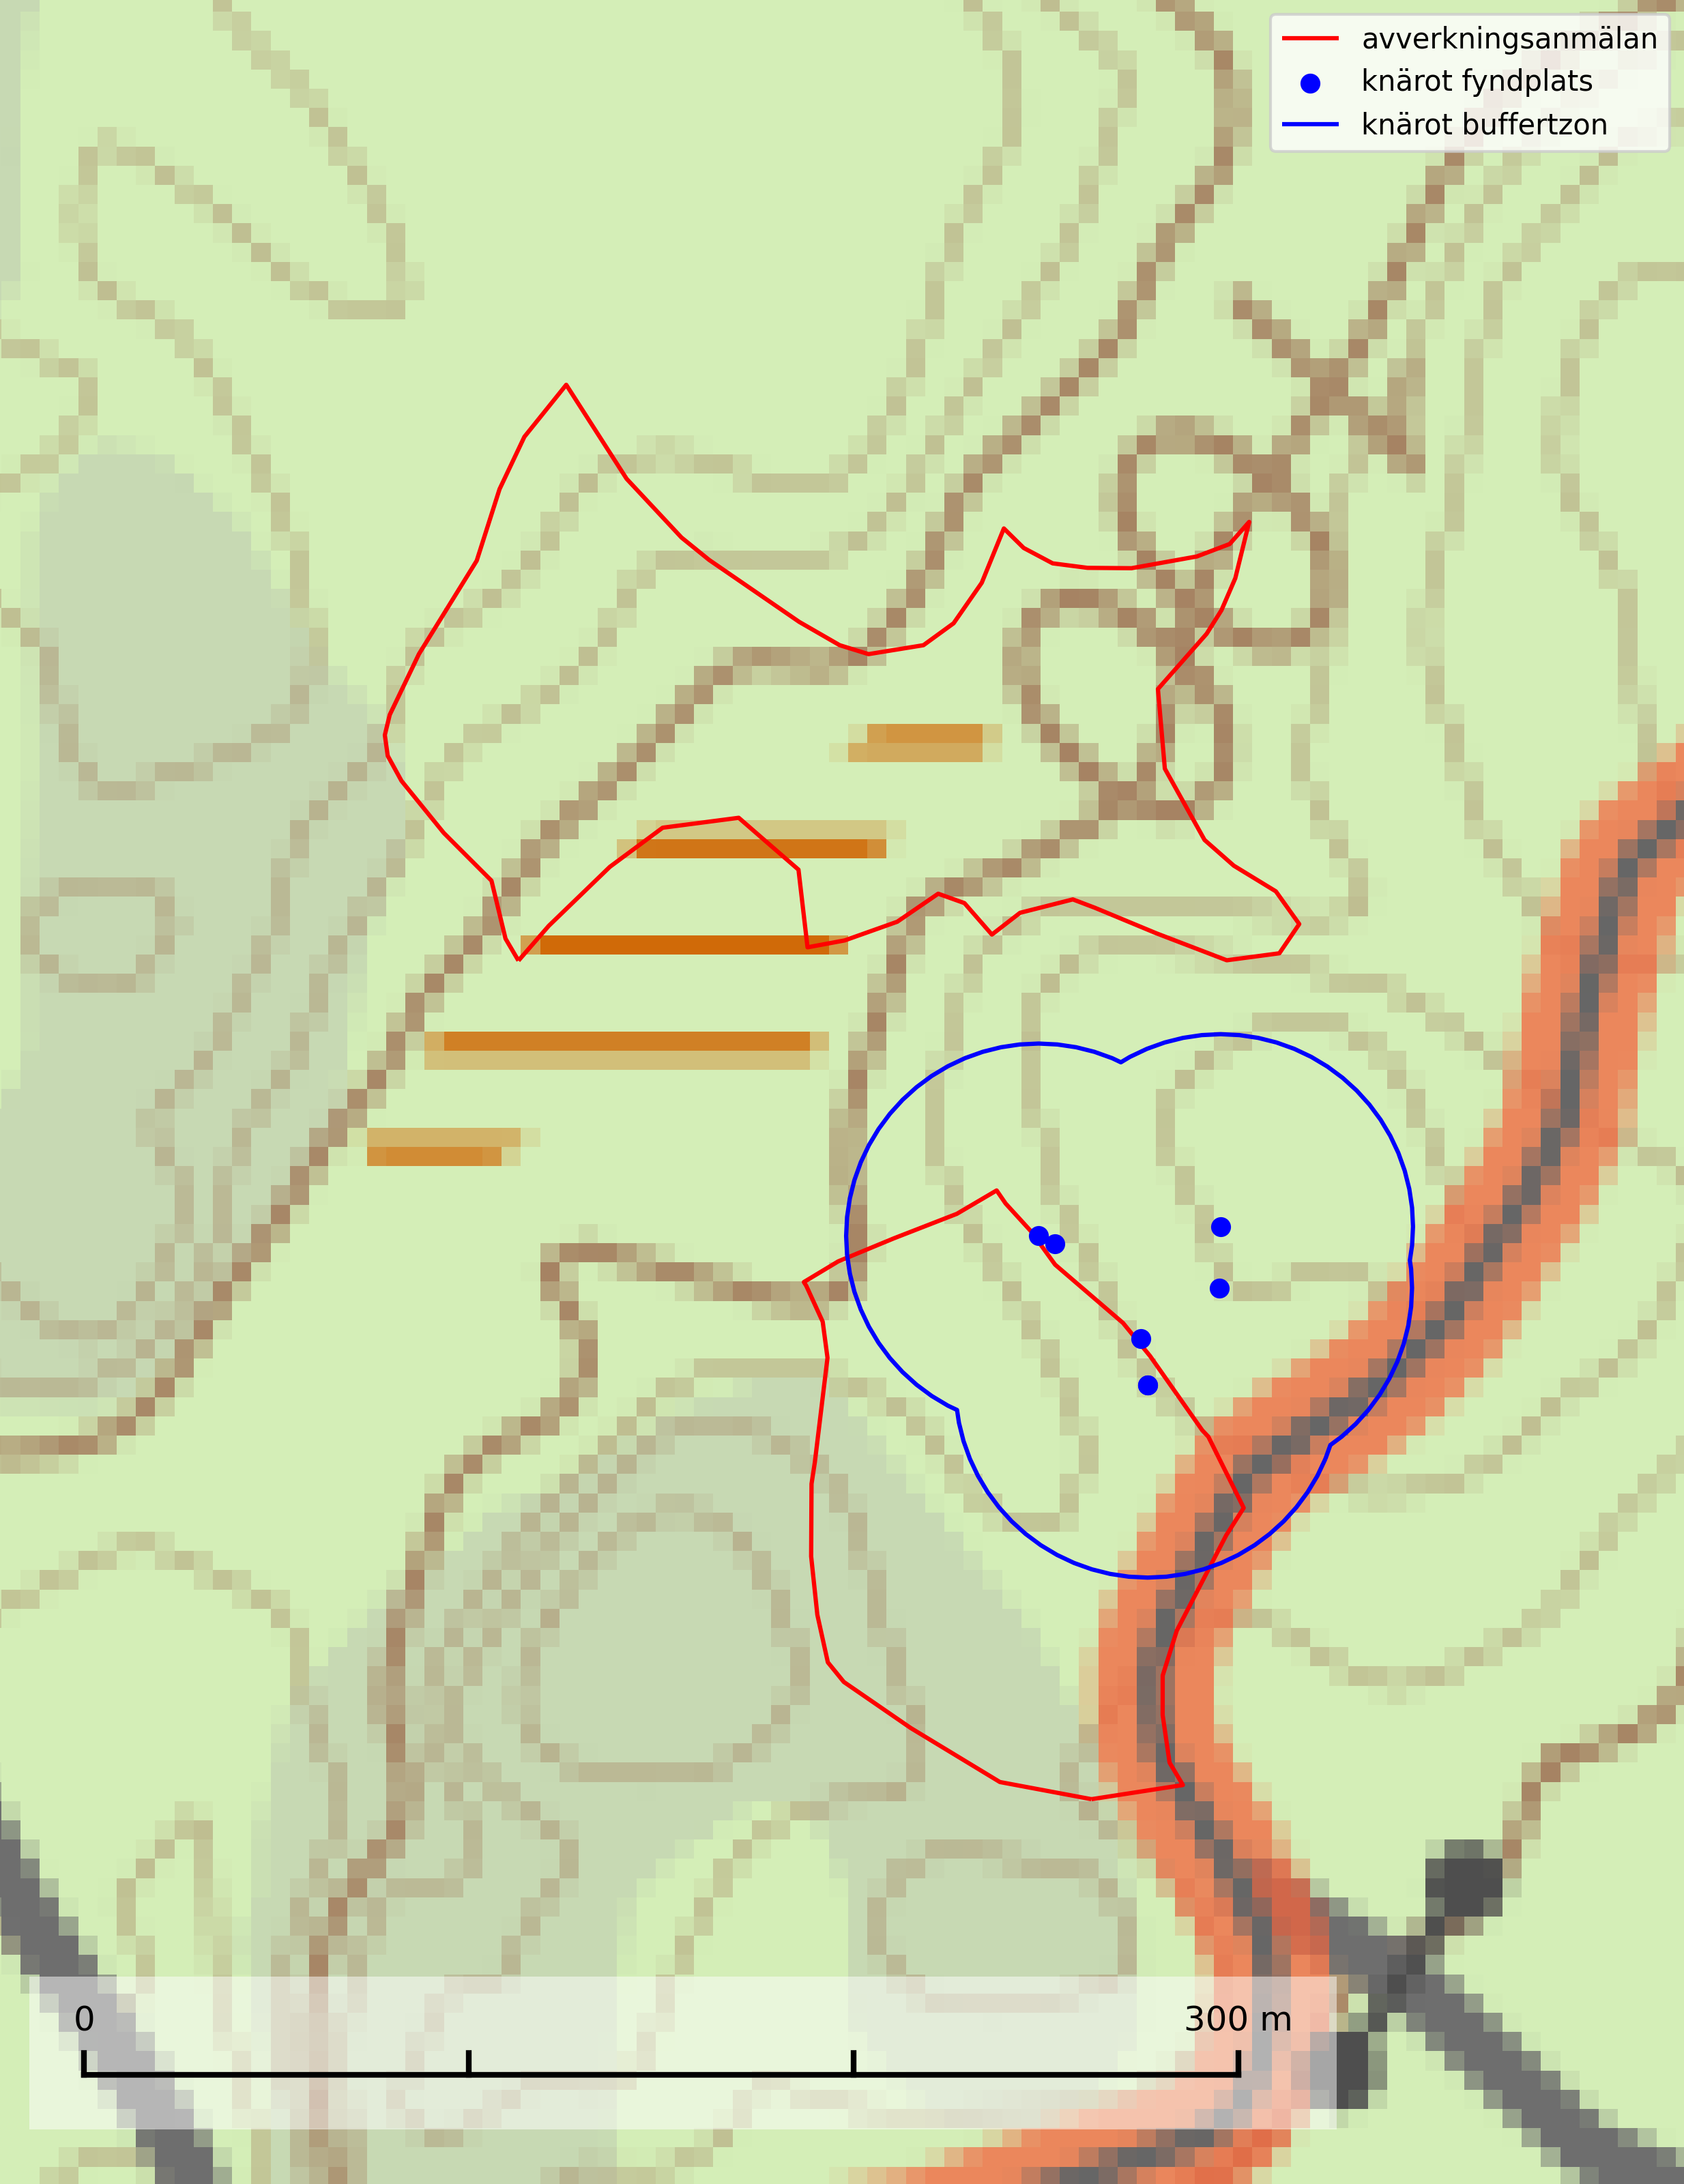 avverkningsanmälan
knärot fyndplats
knärot buffertzon
0 300 m